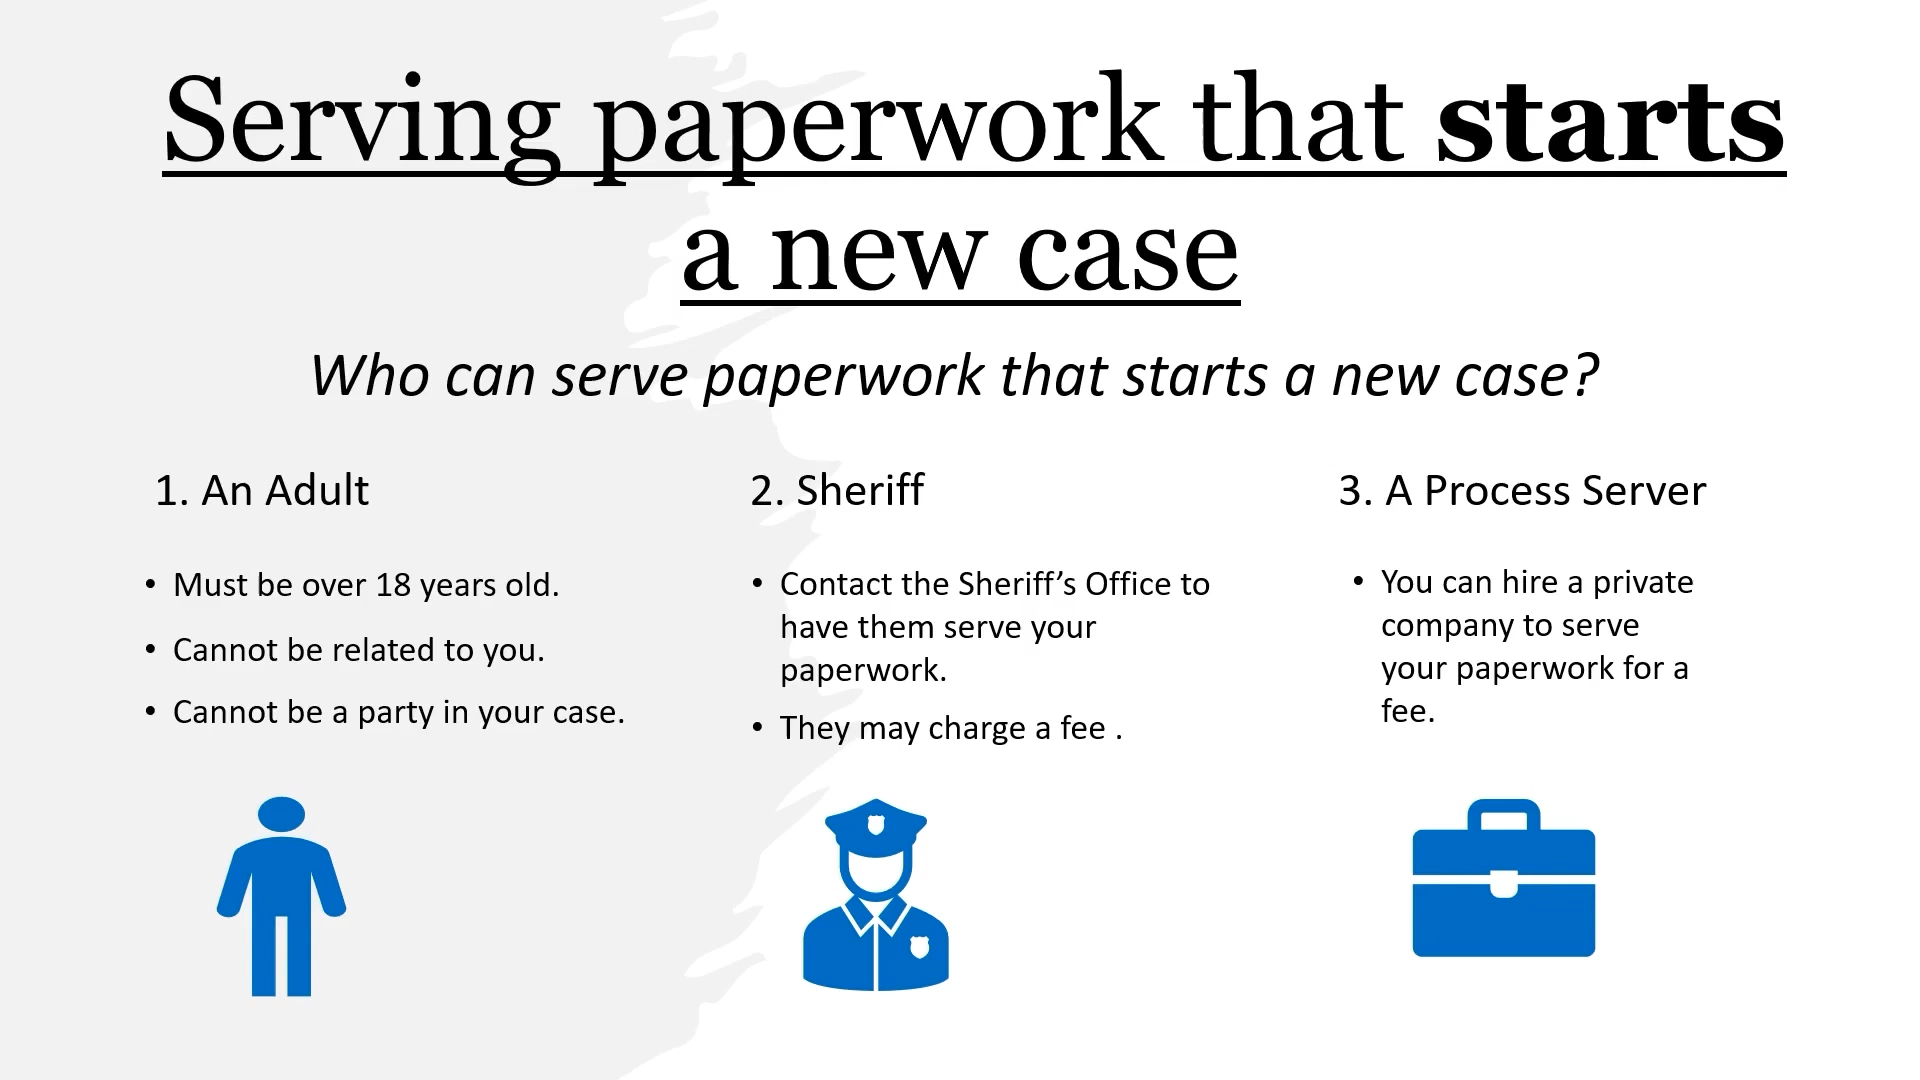 Serving paperwork that starts
a new case
Who can serve paperwork that starts a new case?
1. An Adult
• Must be over 18 years old.
• Cannot be related to you.
• Cannot be a party in your case.
2. Sheriff
• Contact the Sheriff’s Office to
have them serve your
paperwork.
• They may charge a fee .
3. A Process Server
• You can hire a private
company to serve
your paperwork for a
fee.